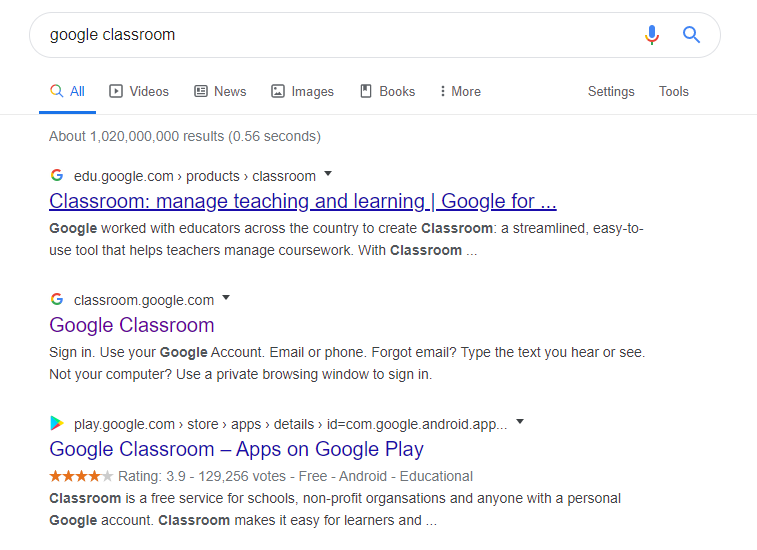 google classroom
All Videos News Images Books More Settings Tools
About 1,020,000,000 results (0.56 seconds)
edu.google.com › products › classroom
Classroom: manage teaching and learning | Google for ...
Google worked with educators across the country to create Classroom: a streamlined, easy-to-
use tool that helps teachers manage coursework. With Classroom ...
classroom.google.com
Google Classroom
Sign in. Use your Google Account. Email or phone. Forgot email? Type the text you hear or see.
Not your computer? Use a private browsing window to sign in.
play.google.com › store › apps › details › id=com.google.android.app...
Google Classroom – Apps on Google Play
Rating: 3.9 - 129,256 votes - Free - Android - Educational
Classroom is a free service for schools, non-profit organsations and anyone with a personal
Google account. Classroom makes it easy for learners and ...